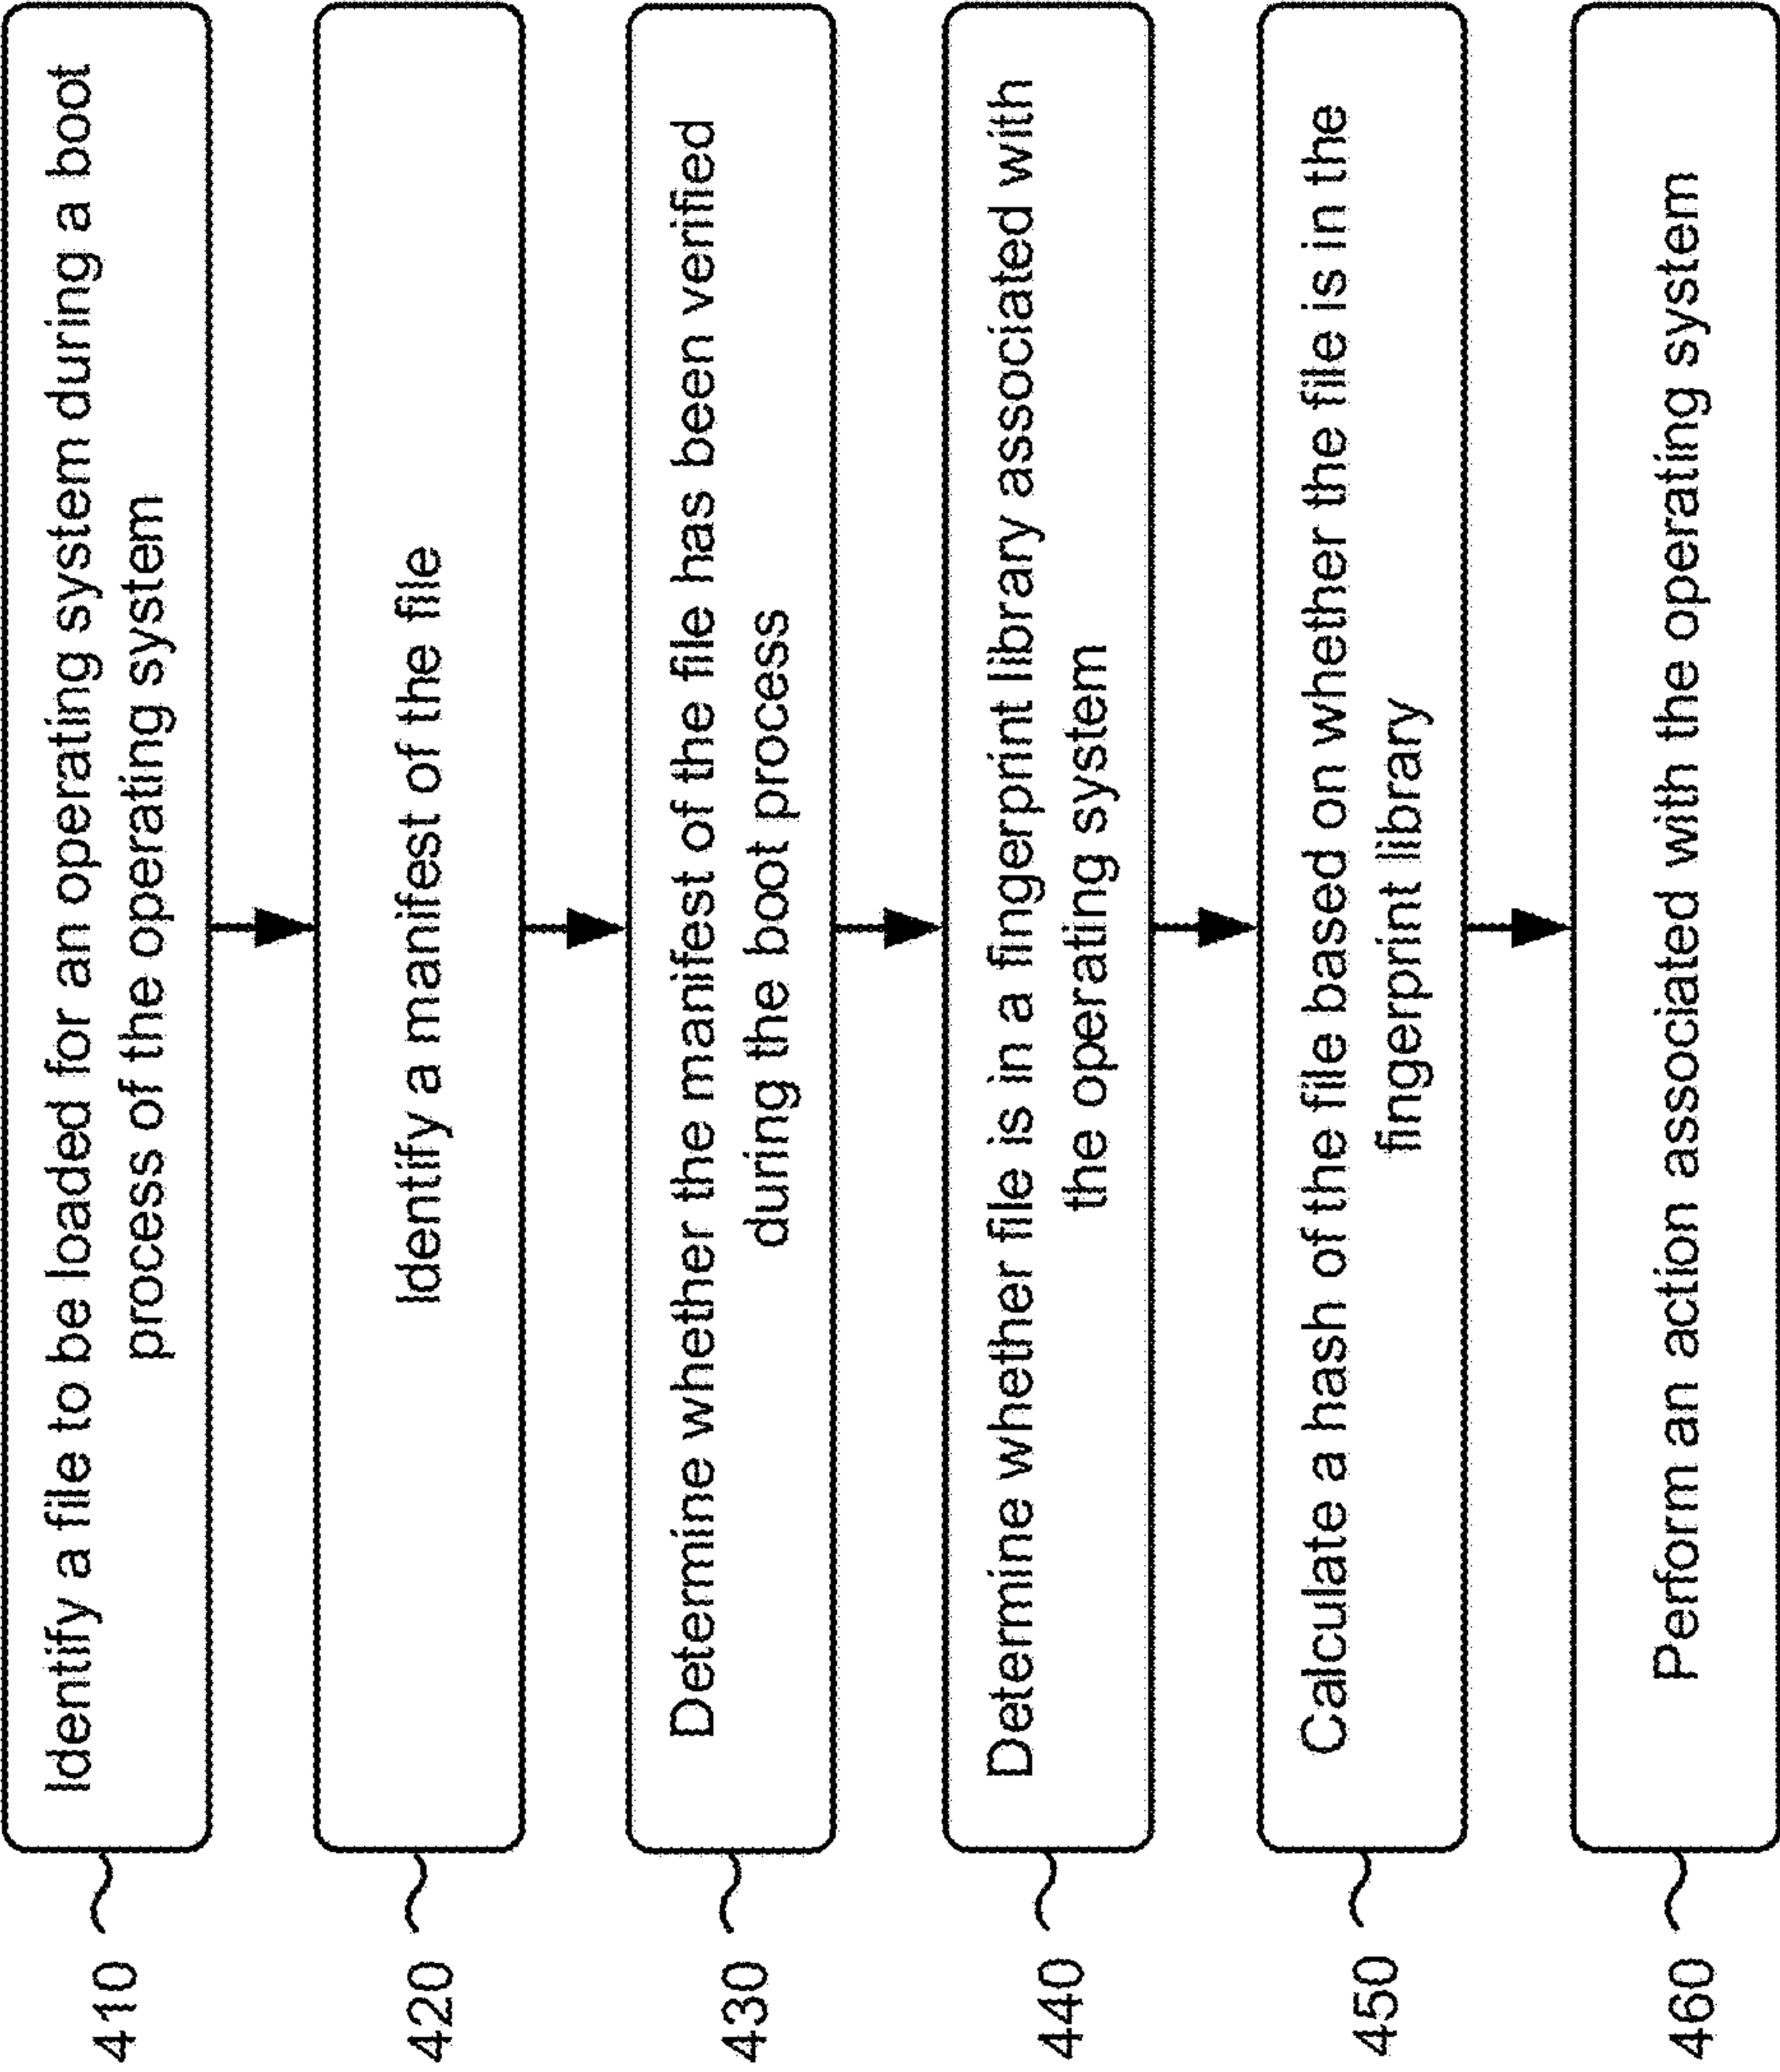 410
Identify a file to be loaded for an operating system during a boot
process of the operating system
420
Identify a manifest of the file
430
Determine whether the manifest of the file has been verified
during the boot process
440
Determine whether file is in a fingerprint library associated with
the operating system
450
Calculate a hash of the file based on whether the file is in the
fingerprint library
460
Perform an action associated with the operating system